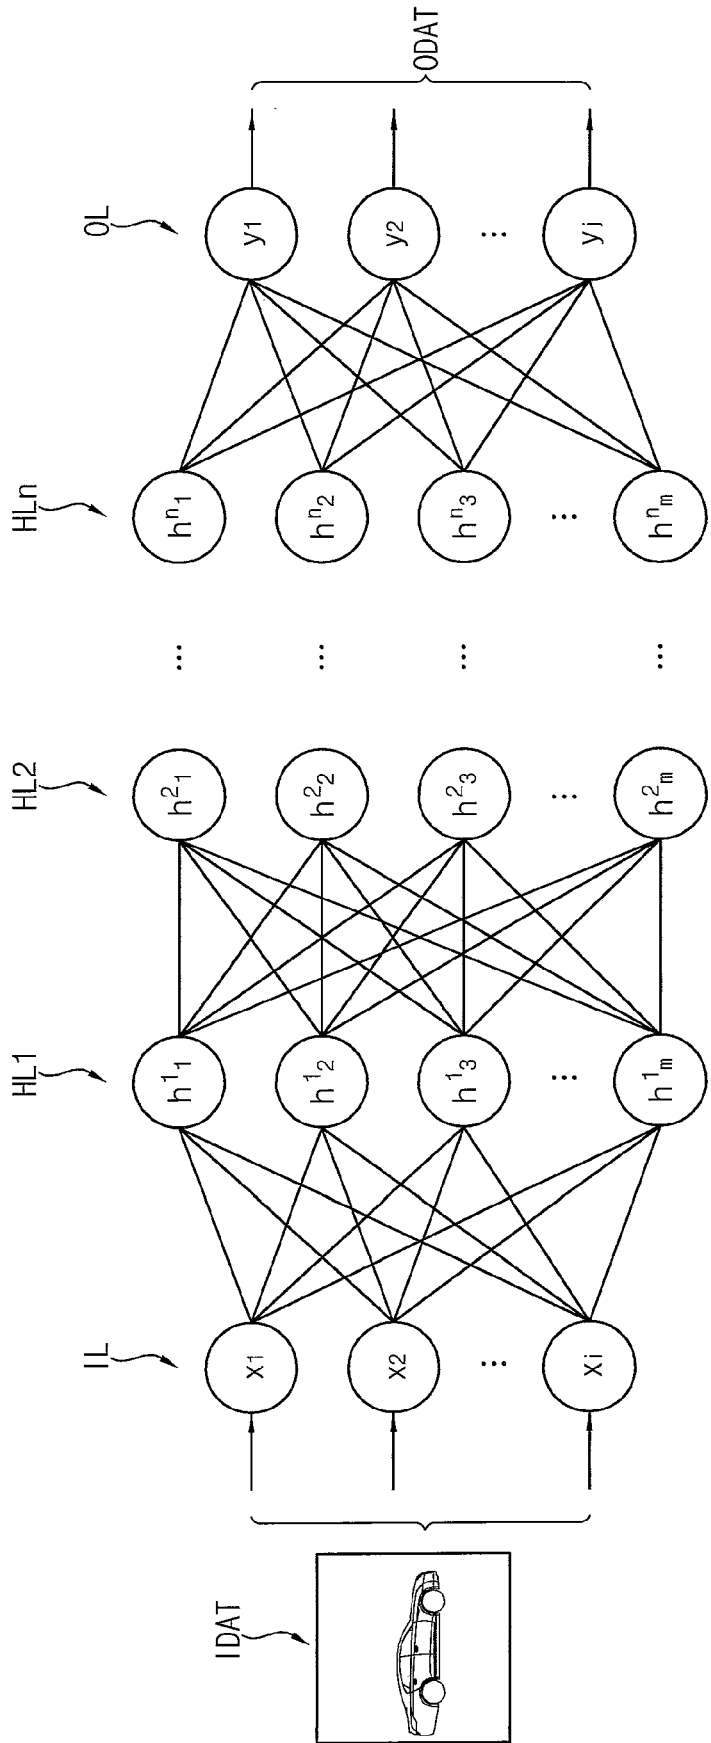 IDAT
IL
HL1
HL2
HLn
OL
x1
x2
...
xi
h¹1
h¹2
h¹3
...
h¹m
h²1
h²2
h²3
...
h²m
...
...
...
...
hⁿ1
hⁿ2
hⁿ3
...
hⁿm
y1
y2
...
yj
ODAT